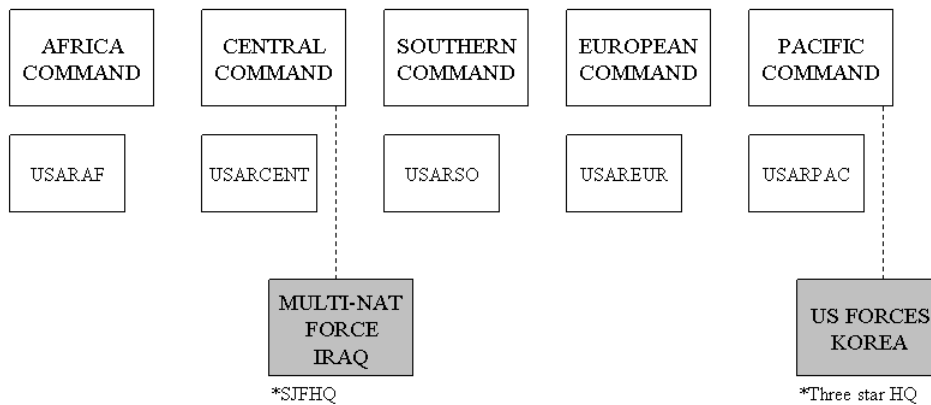 AFRICA
COMMAND
CENTRAL
COMMAND
SOUTHERN
COMMAND
EUROPEAN
COMMAND
PACIFIC
COMMAND
USARAF
USARCENT
USARSO
USAREUR
USARPAC
MULTI-NAT
FORCE
IRAQ
*SJFHQ
US FORCES
KOREA
*Three star HQ